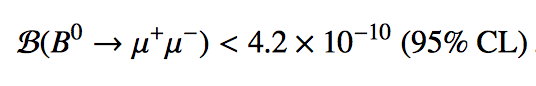 ℬ(B⁰ → μ⁺μ⁻) < 4.2 × 10⁻¹⁰ (95% CL)